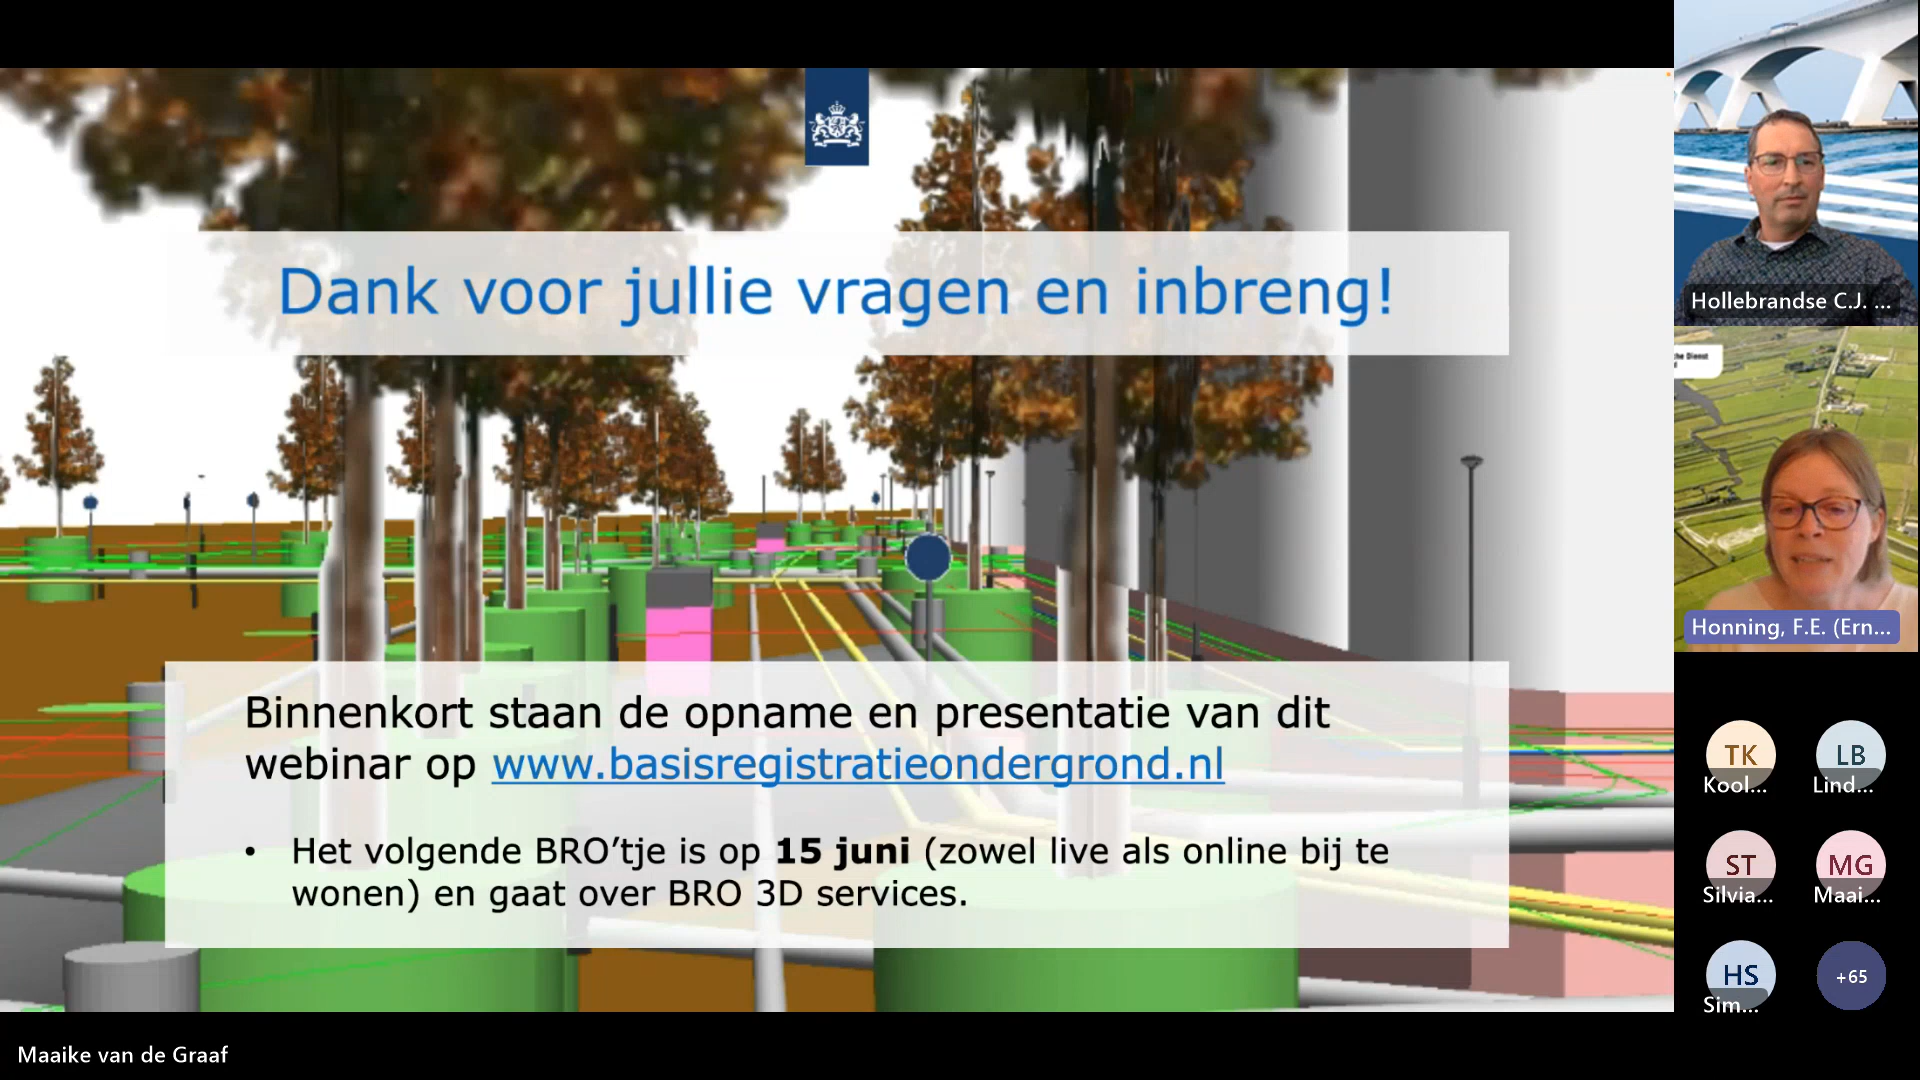 Dank voor jullie vragen en inbreng!
Binnenkort staan de opname en presentatie van dit
webinar op www.basisregistratieondergrond.nl
• Het volgende BRO’tje is op 15 juni (zowel live als online bij te
wonen) en gaat over BRO 3D services.
Hollebrandse C.J. ...
che Dienst
Honning, F.E. (Ern...
TK
Kool...
LB
Lind...
ST
Silvia...
MG
Maai...
HS
Sim...
+65
Maaike van de Graaf